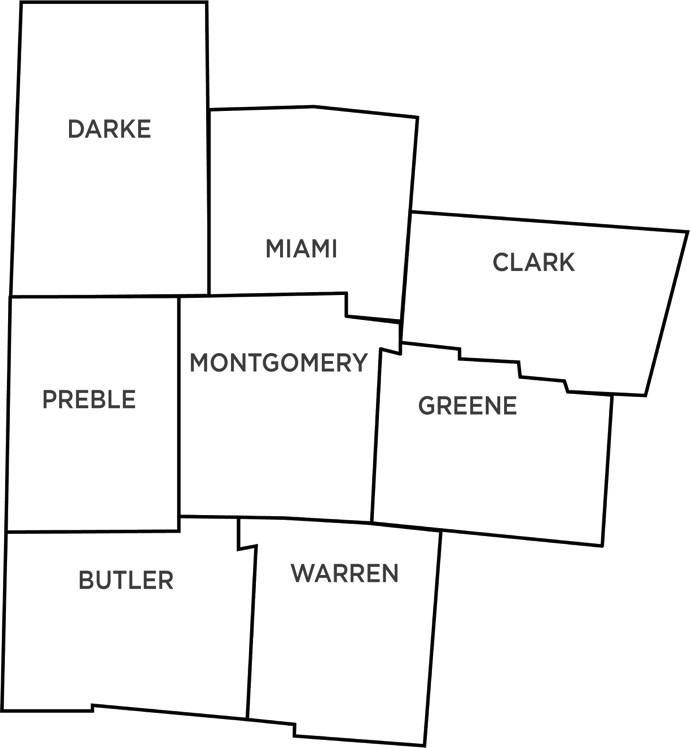 DARKE
MIAMI
CLARK
MONTGOMERY
PREBLE
GREENE
BUTLER
WARREN